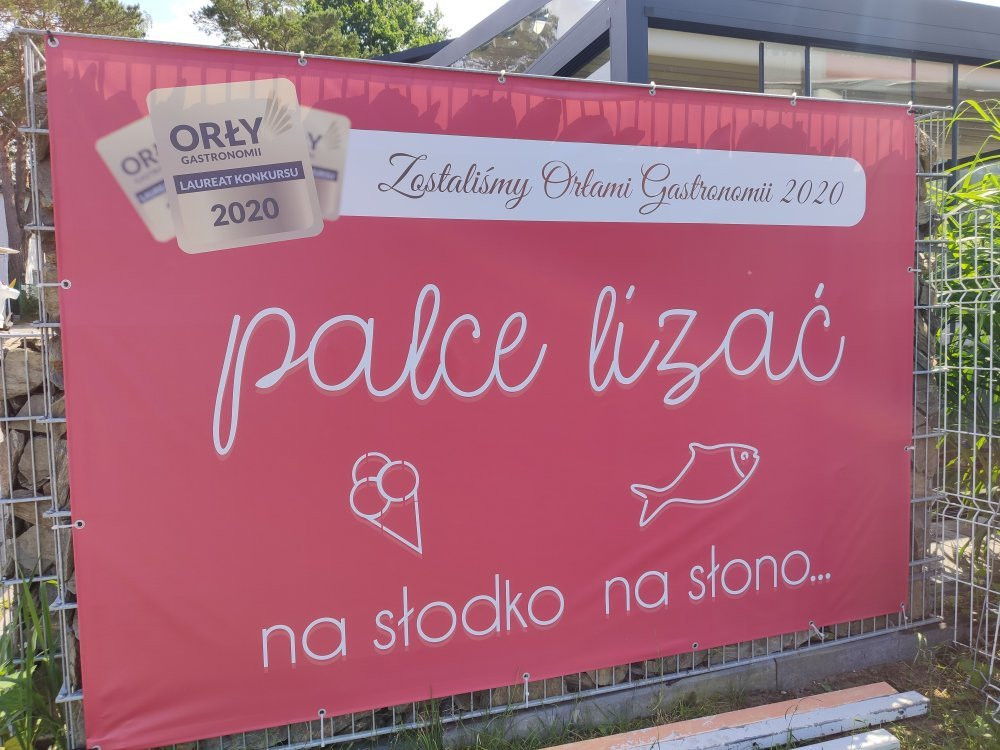 ORŁY
GASTRONOMII
LAUREAT KONKURSU
2020
Zostaliśmy Orłami Gastronomii 2020
palce lizać
na słodko na słono...